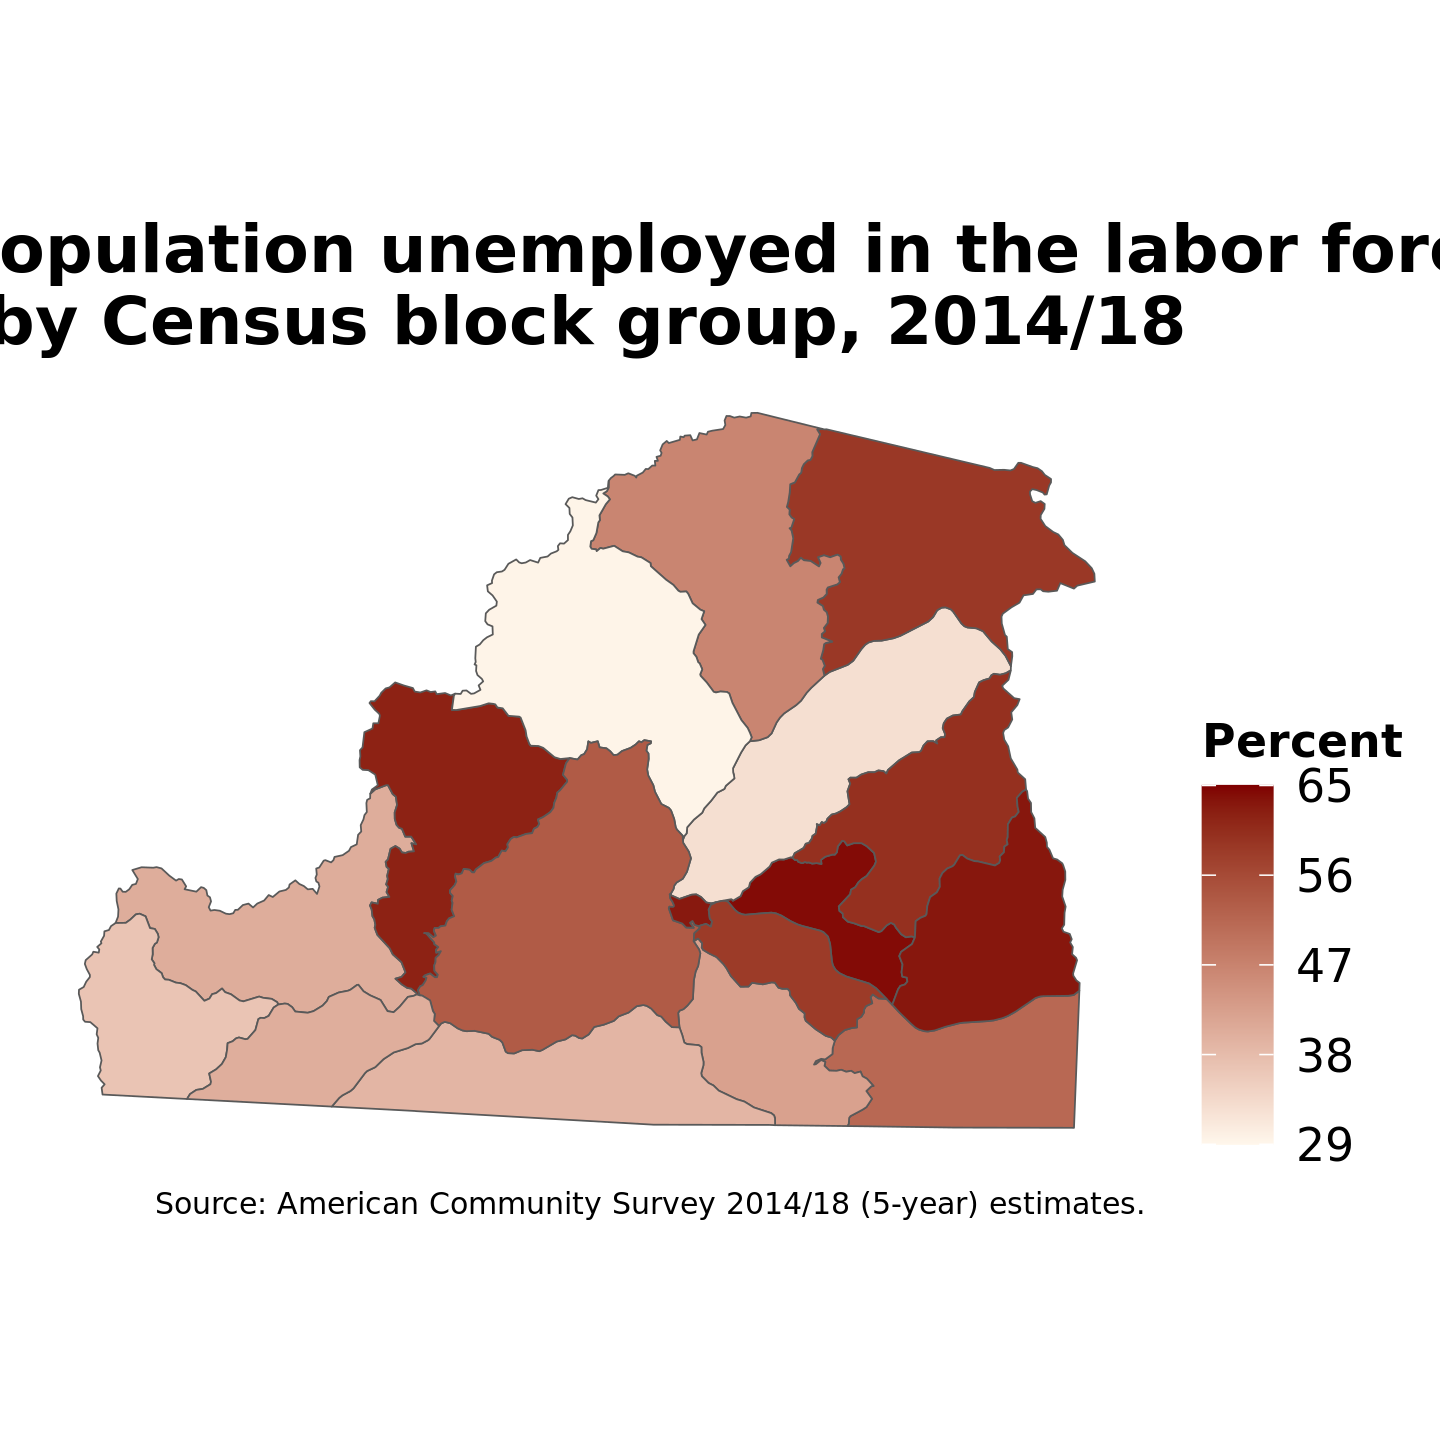 opulation unemployed in the labor
by Census block group, 2014/18
Percent
65
56
47
38
29
Source: American Community Survey 2014/18 (5-year) estimates.